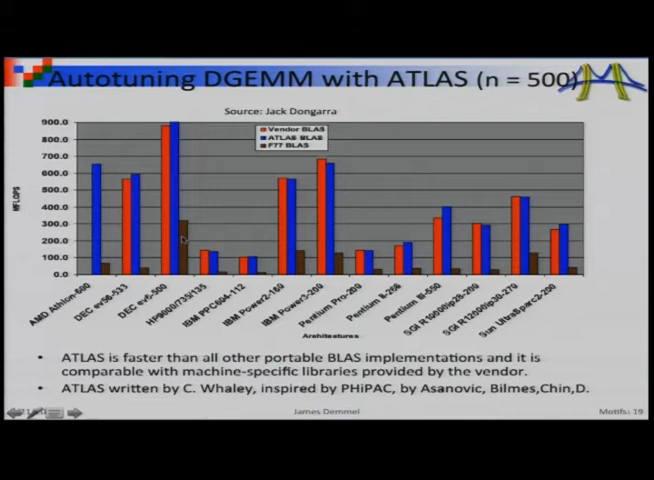 Autotuning DGEMM with ATLAS (n = 500)
Source: Jack Dongarra
Vendor BLAS
ATLAS BLAS
F77 BLAS
900.0
800.0
700.0
600.0
500.0
400.0
300.0
200.0
100.0
0.0
MFLOPS
AMD Athlon-600
DEC ev56-533
DEC ev6-500
HP9000/735/135
IBM PPC604-112
IBM Power2-160
IBM Power3-200
Pentium Pro-200
Pentium II-266
Pentium III-550
SGI R10000ip28-200
SGI R12000ip30-270
Sun UltraSparc2-200
Architectures
• ATLAS is faster than all other portable BLAS implementations and it is
comparable with machine-specific libraries provided by the vendor.
• ATLAS written by C. Whaley, inspired by PHiPAC, by Asanovic, Bilmes,Chin,D.
James Demmel
Motifs: 19